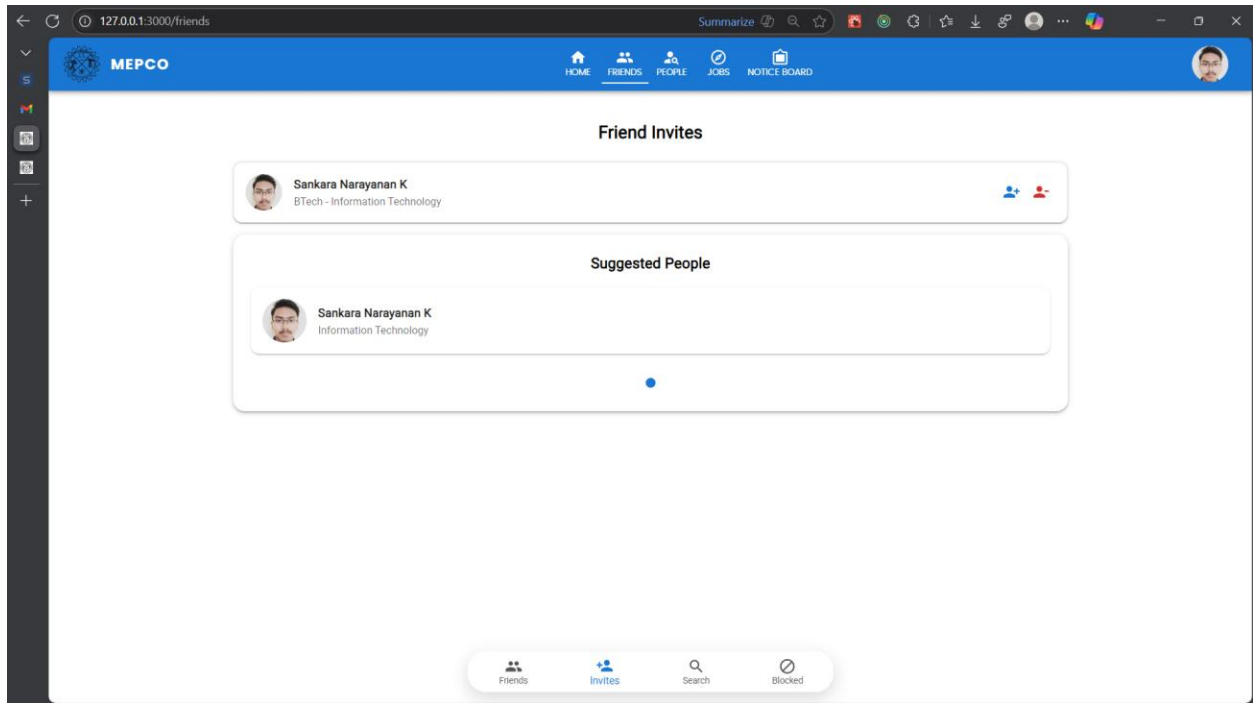 127.0.0.1:3000/friends
Summarize
S
MEPCO
HOME FRIENDS PEOPLE JOBS NOTICE BOARD
Friend Invites
Sankara Narayanan K
BTech - Information Technology
Suggested People
Sankara Narayanan K
Information Technology
Friends Invites Search Blocked